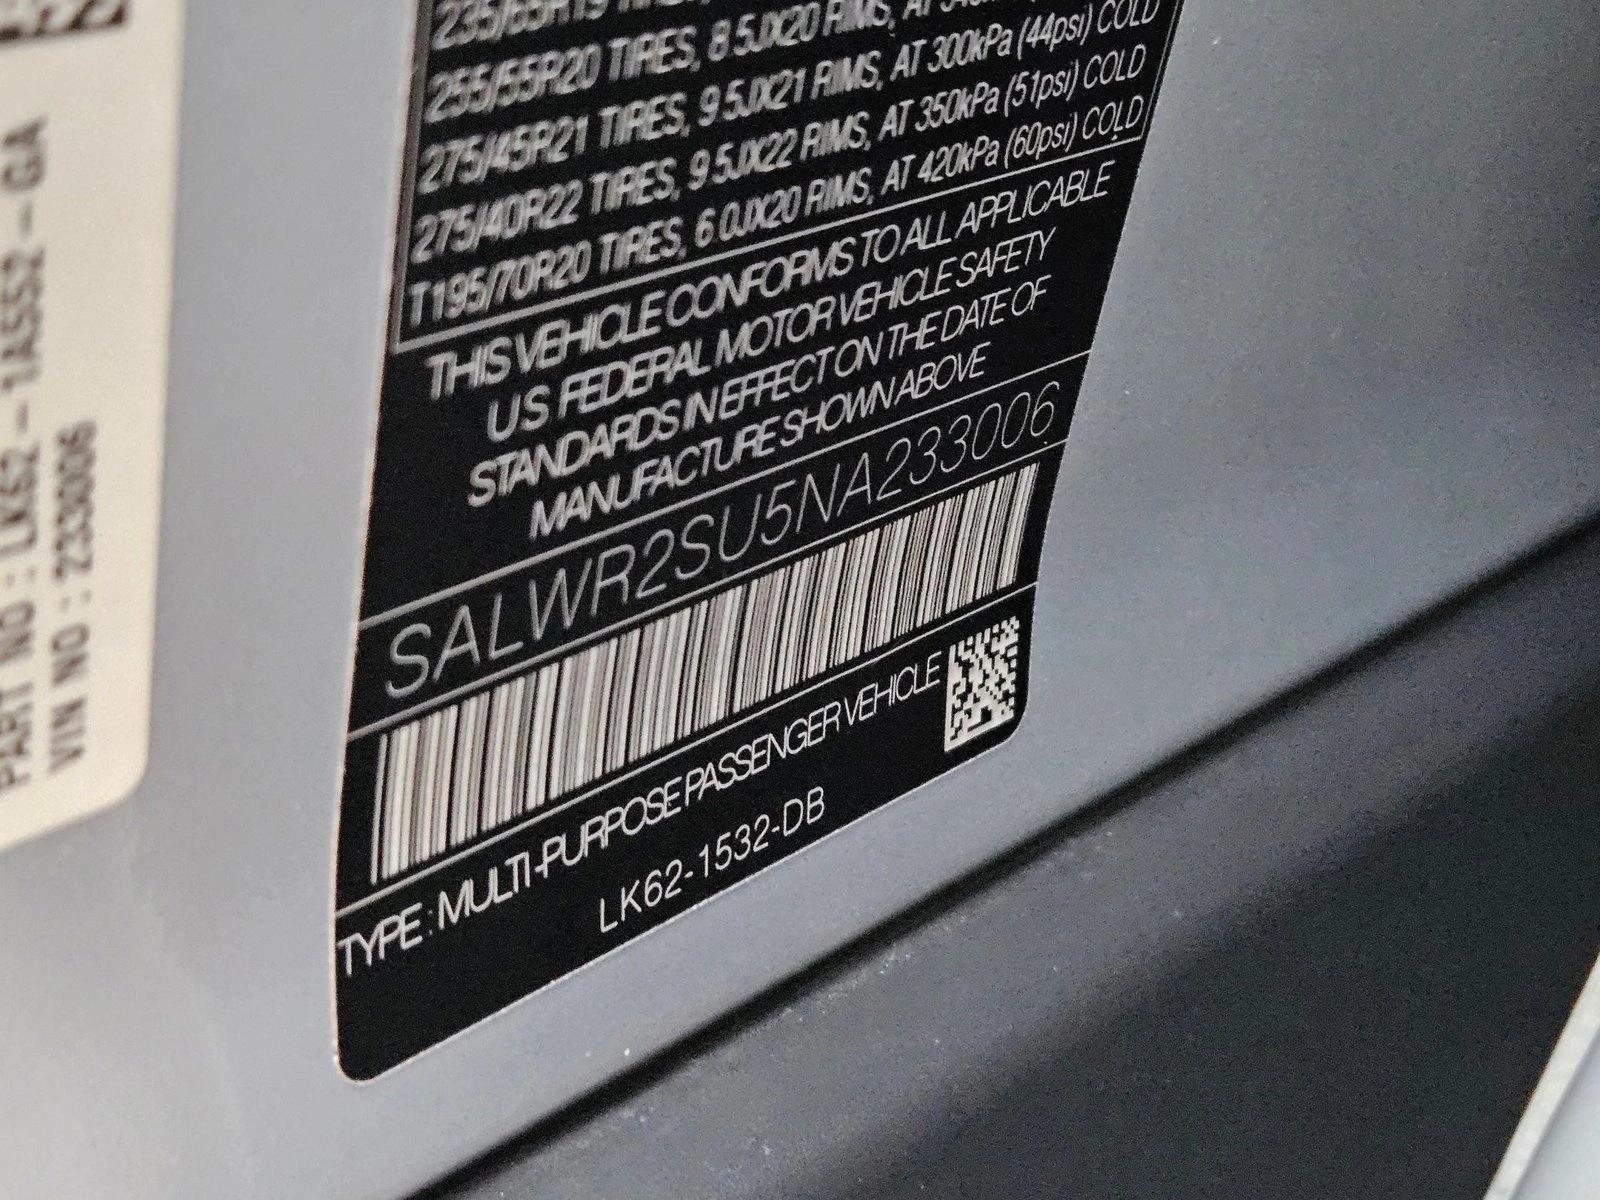 255/55R20 TIRES, 8.5JX20 RIMS, AT
275/45R21 TIRES, 9.5JX21 RIMS, AT 300kPa (44psi) COLD
275/40R22 TIRES, 9.5JX22 RIMS, AT 350kPa (51psi) COLD
T195/70R20 TIRES, 6.0JX20 RIMS, AT 420kPa (60psi) COLD
THIS VEHICLE CONFORMS TO ALL APPLICABLE
US FEDERAL MOTOR VEHICLE SAFETY
STANDARDS IN EFFECT ON THE DATE OF
MANUFACTURE SHOWN ABOVE
SALWR2SU5NA233006
TYPE : MULTI-PURPOSE PASSENGER VEHICLE
LK62-1532-DB
PART NO : LK62-1A552-GA
VIN NO : 233006